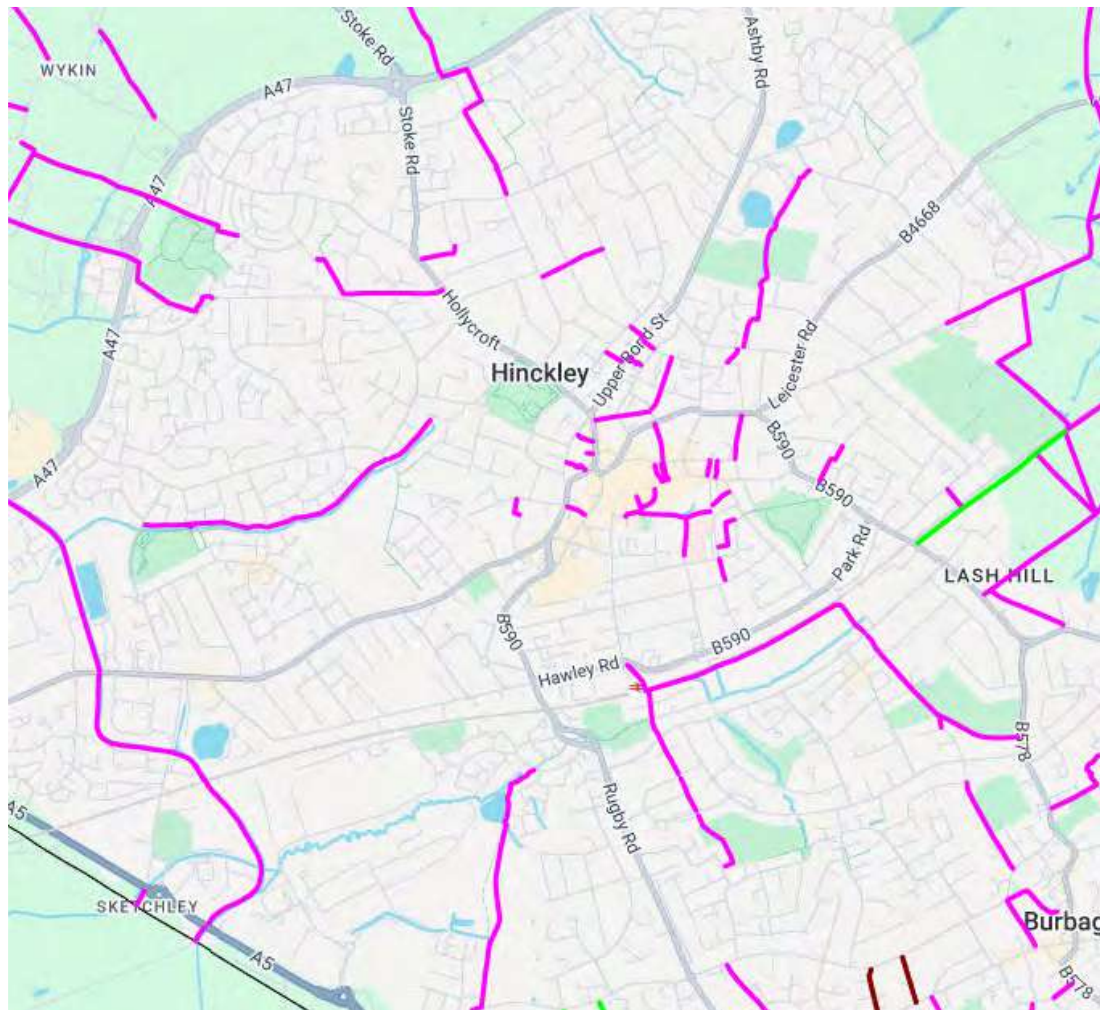 Stoke Rd
Ashby Rd
WYKIN
A47
Stoke Rd
A47
B4668
A47
Hollycroft
Upper Bond St
Hinckley
Leicester Rd
B590
A47
B590
Park Rd
LASH HILL
B590
B590
Hawley Rd
B578
Rugby Rd
A5
SKETCHLEY
A5
Burbag
B578